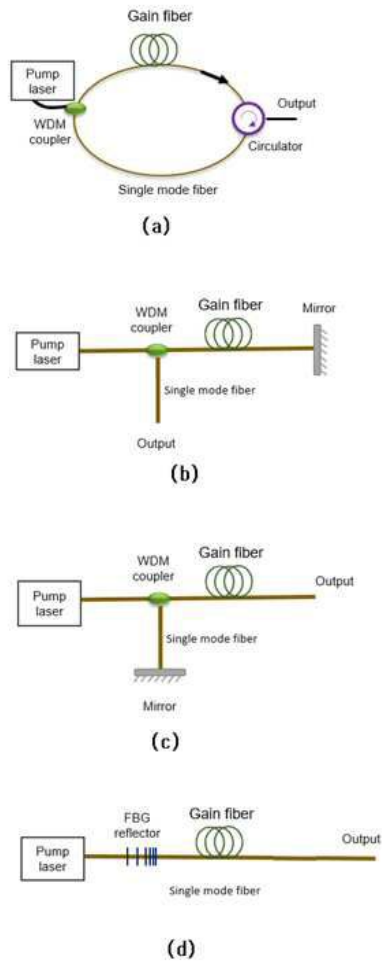 Gain fiber
Pump
laser
WDM
coupler
Output
Circulator
Single mode fiber
(a)
Gain fiber
Mirror
WDM
coupler
Pump
laser
Single mode fiber
Output
(b)
Gain fiber
WDM
coupler
Output
Pump
laser
Single mode fiber
Mirror
(c)
Gain fiber
FBG
reflector
Output
Pump
laser
Single mode fiber
(d)